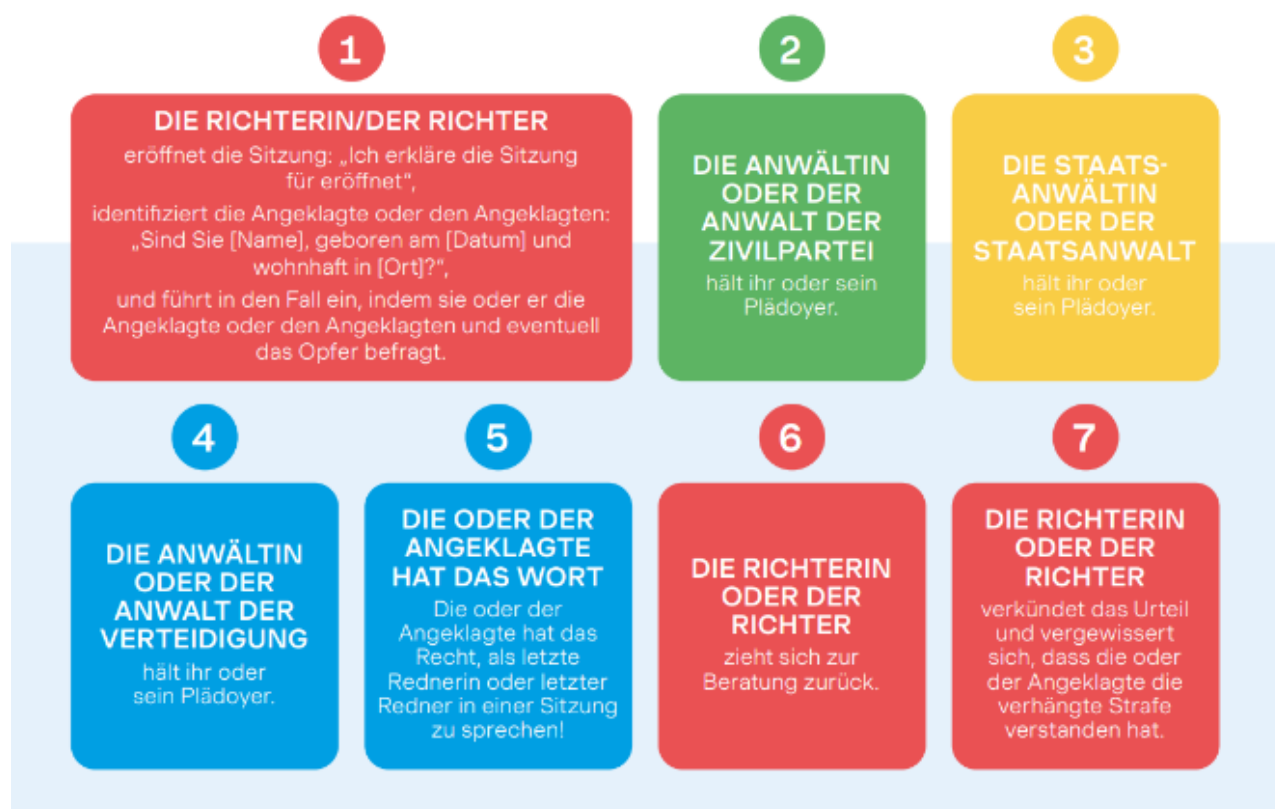 1
DIE RICHTERIN/DER RICHTER
eröffnet die Sitzung: „Ich erkläre die Sitzung
für eröffnet“,
identifiziert die Angeklagte oder den Angeklagten:
„Sind Sie [Name], geboren am [Datum] und
wohnhaft in [Ort]?“,
und führt in den Fall ein, indem sie oder er die
Angeklagte oder den Angeklagten und eventuell
das Opfer befragt.
2
DIE ANWÄLTIN
ODER DER
ANWALT DER
ZIVILPARTEI
hält ihr oder sein
Plädoyer.
3
DIE STAATS-
ANWÄLTIN
ODER DER
STAATSANWALT
hält ihr oder
sein Plädoyer.
4
DIE ANWÄLTIN
ODER DER
ANWALT DER
VERTEIDIGUNG
hält ihr oder
sein Plädoyer.
5
DIE ODER DER
ANGEKLAGTE
HAT DAS WORT
Die oder der
Angeklagte hat das
Recht, als letzte
Rednerin oder letzter
Redner in einer Sitzung
zu sprechen!
6
DIE RICHTERIN
ODER DER
RICHTER
zieht sich zur
Beratung zurück.
7
DIE RICHTERIN
ODER DER
RICHTER
verkündet das Urteil
und vergewissert
sich, dass die oder
der Angeklagte die
verhängte Strafe
verstanden hat.